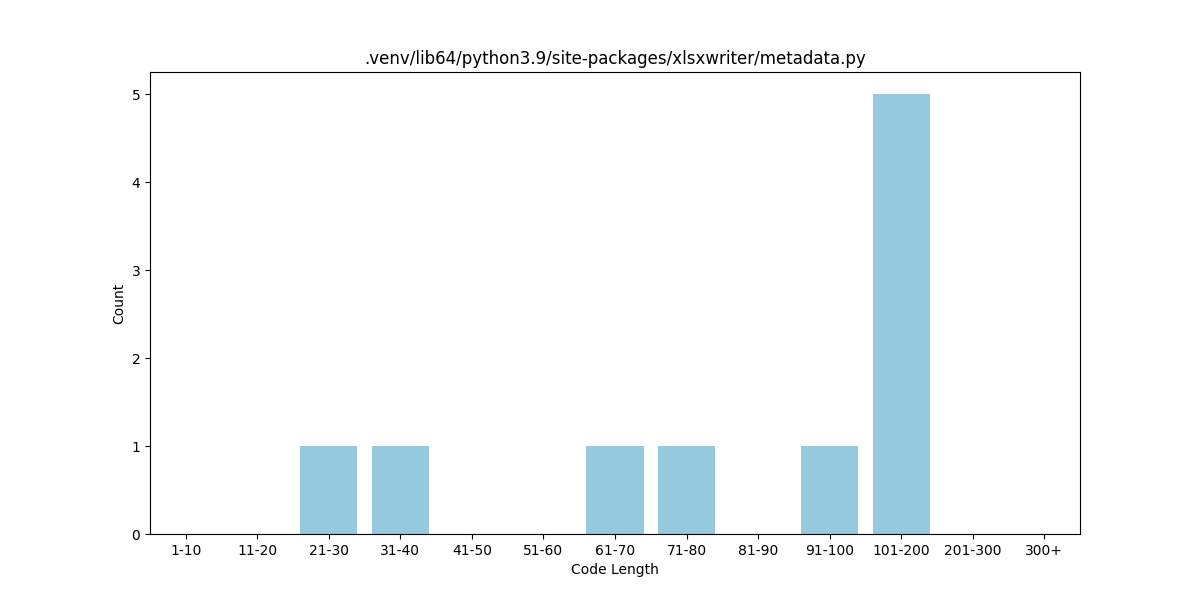 .venv/lib64/python3.9/site-packages/xlsxwriter/metadata.py
5
4
3
2
1
0
Count
1-10 11-20 21-30 31-40 41-50 51-60 61-70 71-80 81-90 91-100 101-200 201-300 300+
Code Length